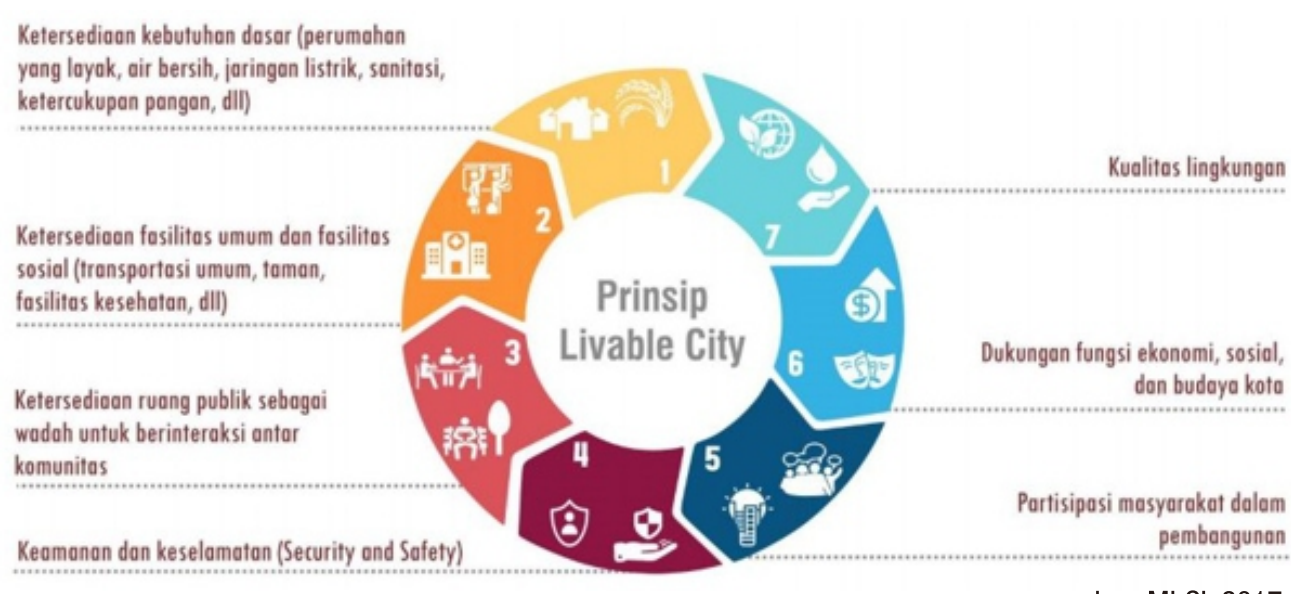 Ketersediaan kebutuhan dasar (perumahan
yang layak, air bersih, jaringan listrik, sanitasi,
ketercukupan pangan, dll)
Ketersediaan fasilitas umum dan fasilitas
sosial (transportasi umum, taman,
fasilitas kesehatan, dll)
Ketersediaan ruang publik sebagai
wadah untuk berinteraksi antar
komunitas
Keamanan dan keselamatan (Security and Safety)
1
2
3
4
5
6
7
Prinsip
Livable City
Kualitas lingkungan
Dukungan fungsi ekonomi, sosial,
dan budaya kota
Partisipasi masyarakat dalam
pembangunan
2017